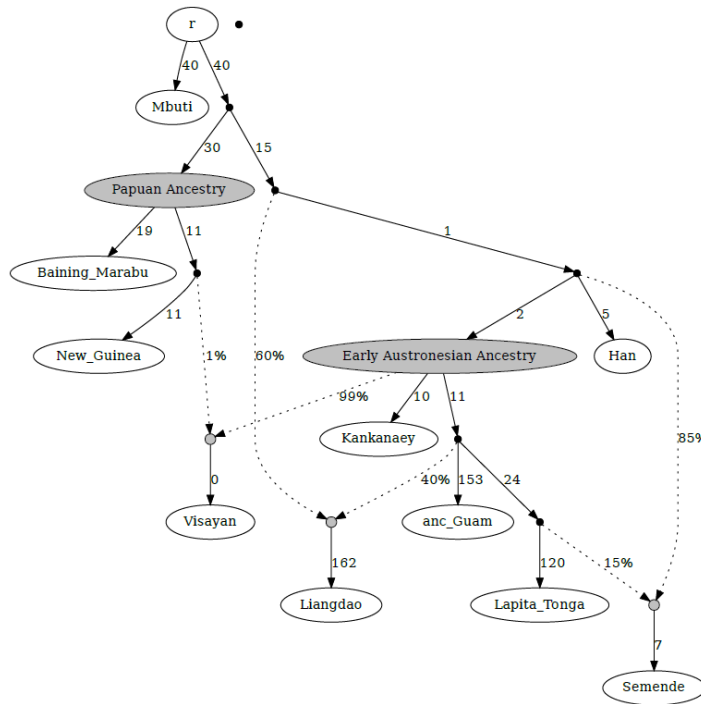 r
40
40
Mbuti
30
15
Papuan Ancestry
19
11
1
Baining_Marabu
11
2
5
New_Guinea
1%
60%
Early Austronesian Ancestry
Han
99%
10
11
Kankanaey
85%
0
40%
153
24
Visayan
anc_Guam
162
120
15%
Liangdao
Lapita_Tonga
7
Semende